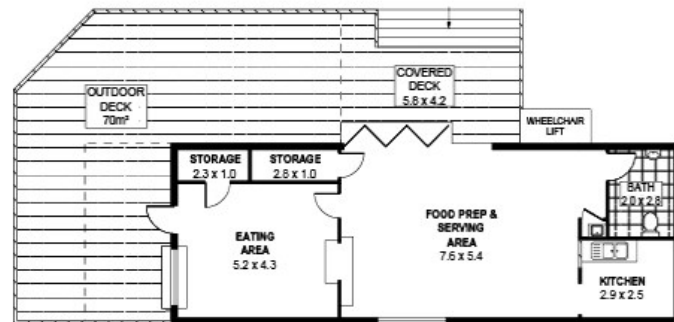 OUTDOOR
DECK
70m²
COVERED
DECK
5.8 x 4.2
WHEELCHAIR
LIFT
STORAGE
2.3 x 1.0
STORAGE
2.8 x 1.0
BATH
2.0 x 2.8
EATING
AREA
5.2 x 4.3
FOOD PREP &
SERVING
AREA
7.6 x 5.4
KITCHEN
2.9 x 2.5